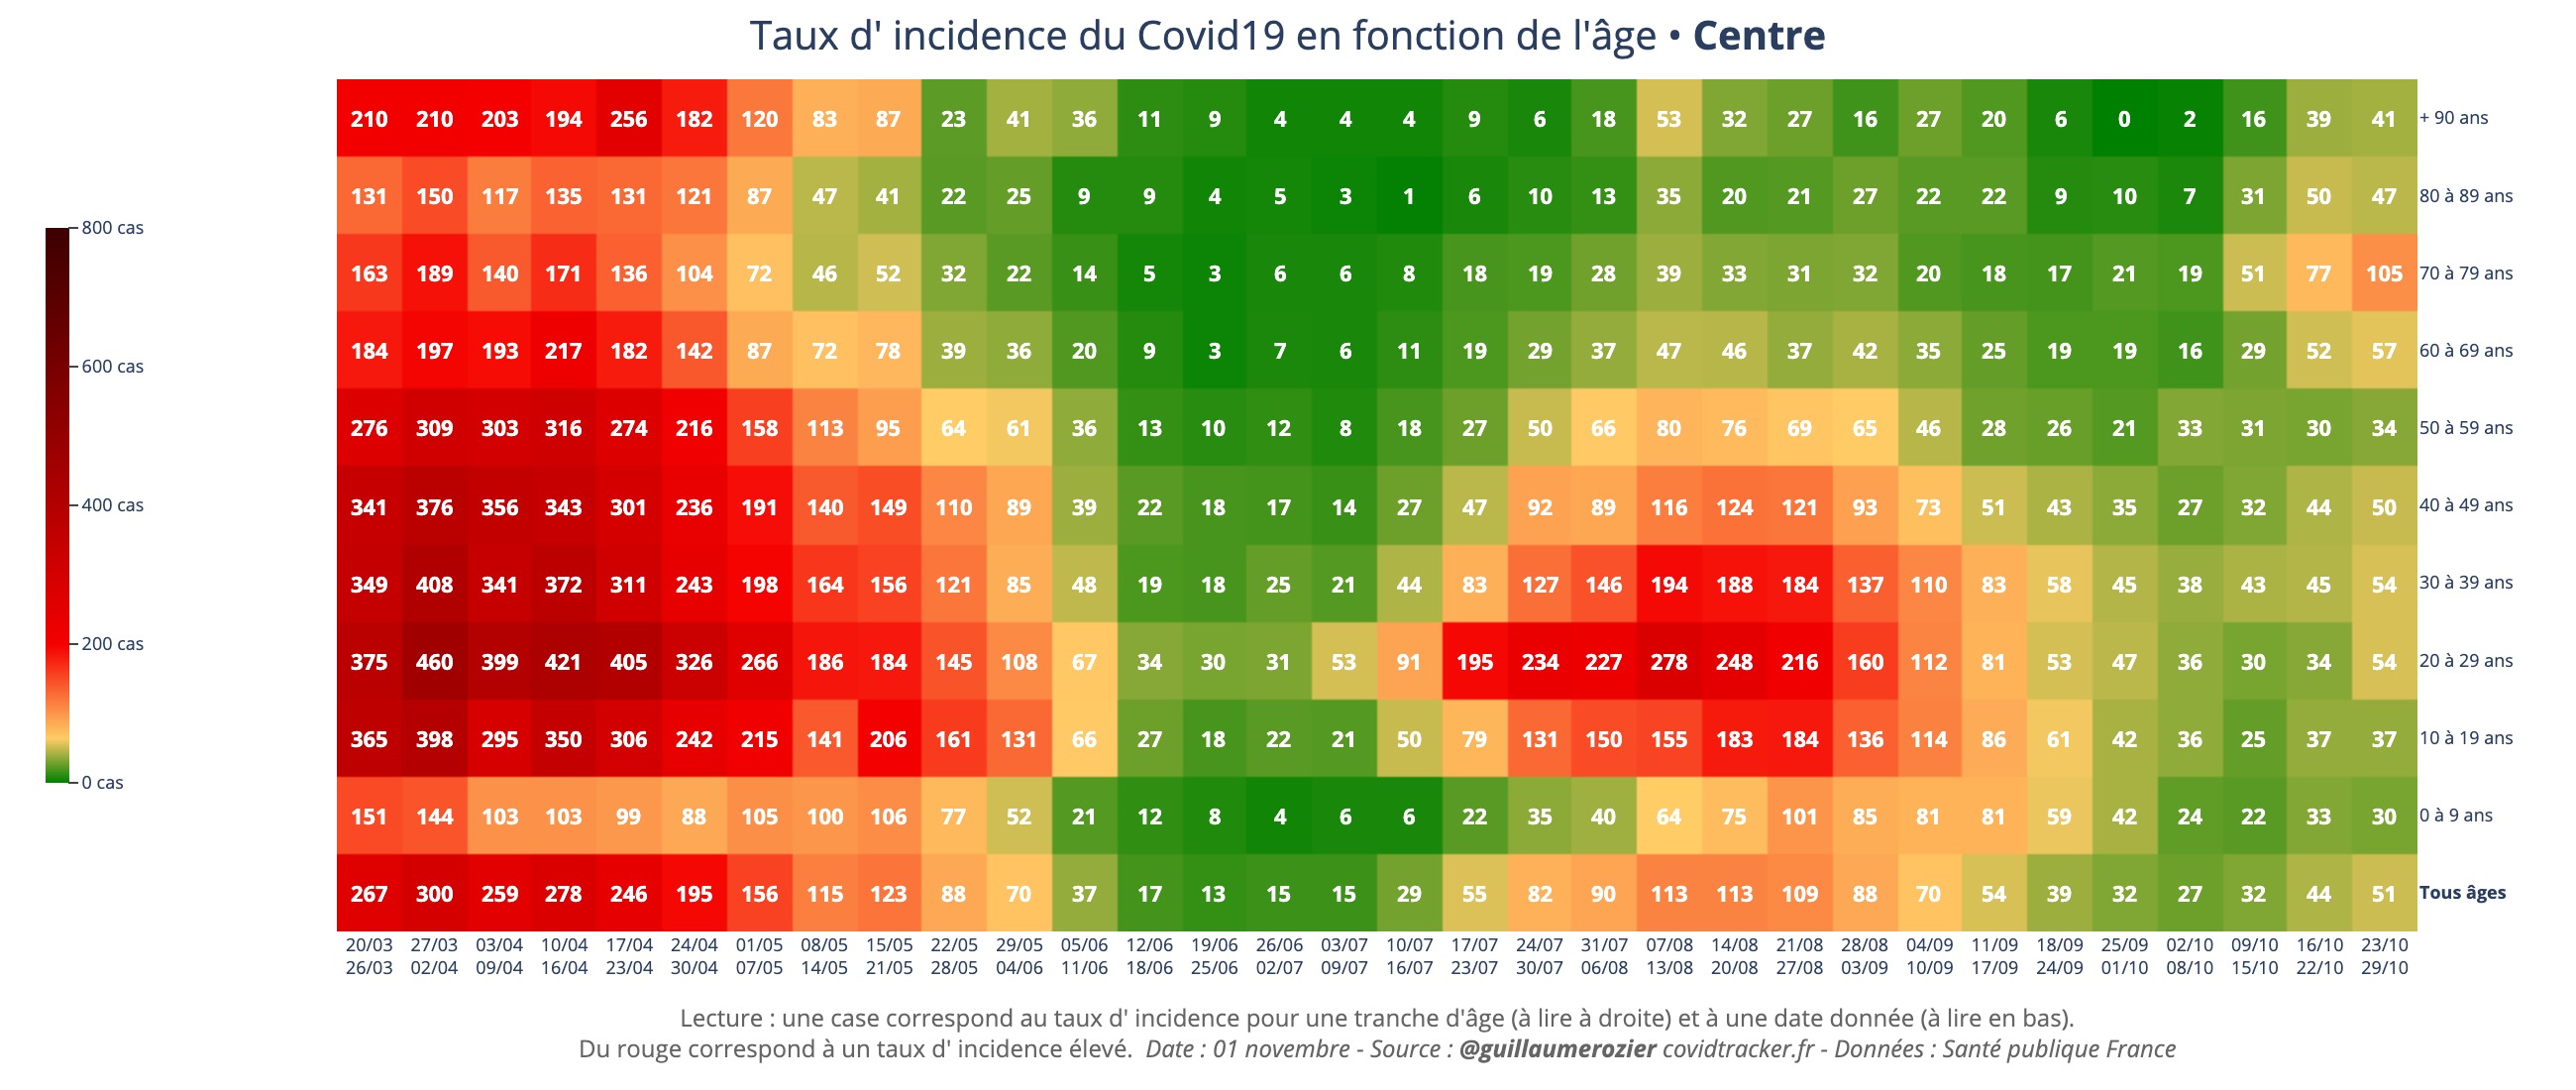 Taux d' incidence du Covid19 en fonction de l'âge • Centre
210 210 203 194 256 182 120 83 87 23 41 36 11 9 4 4 4 9 6 18 53 32 27 16 27 20 6 0 2 16 39 41 + 90 ans
131 150 117 135 131 121 87 47 41 22 25 9 9 4 5 3 1 6 10 13 35 20 21 27 22 22 9 10 7 31 50 47 80 à 89 ans
800 cas
163 189 140 171 136 104 72 46 52 32 22 14 5 3 6 6 8 18 19 28 39 33 31 32 20 18 17 21 19 51 77 105 70 à 79 ans
184 197 193 217 182 142 87 72 78 39 36 20 9 3 7 6 11 19 29 37 47 46 37 42 35 25 19 19 16 29 52 57 60 à 69 ans
600 cas
276 309 303 316 274 216 158 113 95 64 61 36 13 10 12 8 18 27 50 66 80 76 69 65 46 28 26 21 33 31 30 34 50 à 59 ans
400 cas
341 376 356 343 301 236 191 140 149 110 89 39 22 18 17 14 27 47 92 89 116 124 121 93 73 51 43 35 27 32 44 50 40 à 49 ans
349 408 341 372 311 243 198 164 156 121 85 48 19 18 25 21 44 83 127 146 194 188 184 137 110 83 58 45 38 43 45 54 30 à 39 ans
200 cas
375 460 399 421 405 326 266 186 184 145 108 67 34 30 31 53 91 195 234 227 278 248 216 160 112 81 53 47 36 30 34 54 20 à 29 ans
365 398 295 350 306 242 215 141 206 161 131 66 27 18 22 21 50 79 131 150 155 183 184 136 114 86 61 42 36 25 37 37 10 à 19 ans
0 cas
151 144 103 103 99 88 105 100 106 77 52 21 12 8 4 6 6 22 35 40 64 75 101 85 81 81 59 42 24 22 33 30 0 à 9 ans
267 300 259 278 246 195 156 115 123 88 70 37 17 13 15 15 29 55 82 90 113 113 109 88 70 54 39 32 27 32 44 51 Tous âges
20/03 27/03 03/04 10/04 17/04 24/04 01/05 08/05 15/05 22/05 29/05 05/06 12/06 19/06 26/06 03/07 10/07 17/07 24/07 31/07 07/08 14/08 21/08 28/08 04/09 11/09 18/09 25/09 02/10 09/10 16/10 23/10
26/03 02/04 09/04 16/04 23/04 30/04 07/05 14/05 21/05 28/05 04/06 11/06 18/06 25/06 02/07 09/07 16/07 23/07 30/07 06/08 13/08 20/08 27/08 03/09 10/09 17/09 24/09 01/10 08/10 15/10 22/10 29/10
Lecture : une case correspond au taux d' incidence pour une tranche d'âge (à lire à droite) et à une date donnée (à lire en bas).
Du rouge correspond à un taux d' incidence élevé. Date : 01 novembre - Source : @guillaumerozier covidtracker.fr - Données : Santé publique France